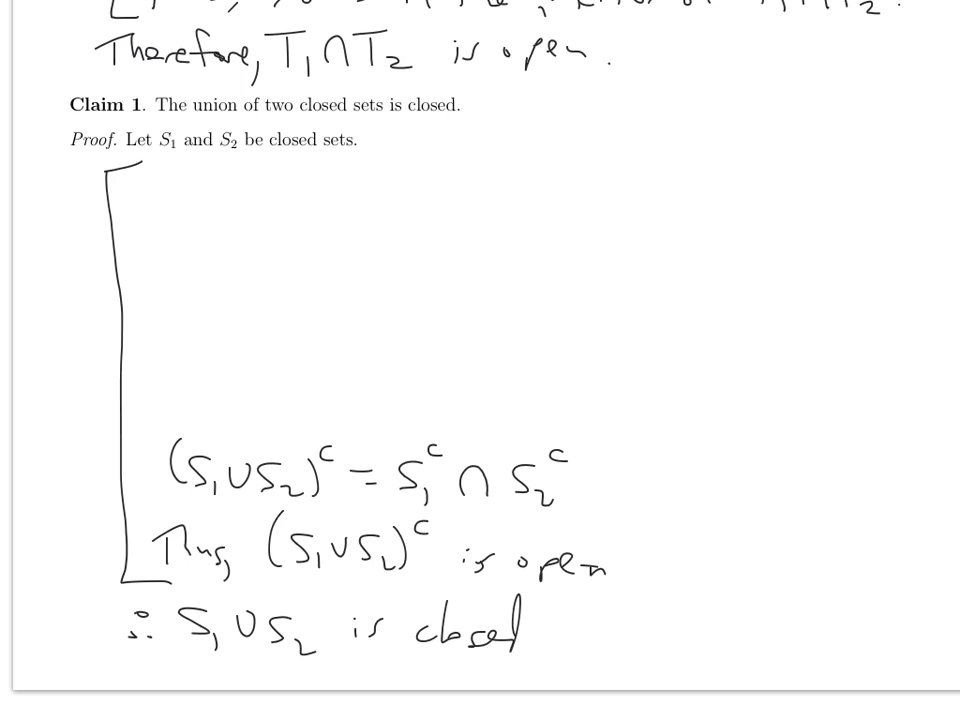 Therefore, T₁ ∩ T₂ is open.
Claim 1. The union of two closed sets is closed.
Proof. Let S₁ and S₂ be closed sets.
(S₁ ∪ S₂)ᶜ = S₁ᶜ ∩ S₂ᶜ
Thus, (S₁ ∪ S₂)ᶜ is open
∴ S₁ ∪ S₂ is closed